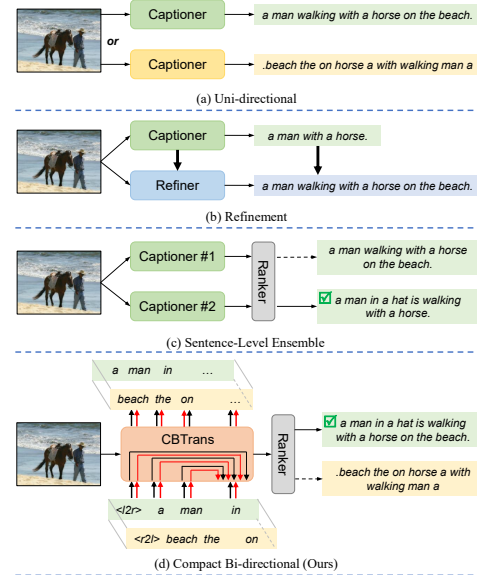 Captioner
a man walking with a horse on the beach.
or
Captioner
.beach the on horse a with walking man a
(a) Uni-directional
Captioner
a man with a horse.
Refiner
a man walking with a horse on the beach.
(b) Refinement
Captioner #1
Captioner #2
Ranker
a man walking with a horse
on the beach.
a man in a hat is walking
with a horse.
(c) Sentence-Level Ensemble
a man in ...
beach the on ...
CBTrans
<l2r> a man in
<r2l> beach the on
Ranker
a man in a hat is walking
with a horse on the beach.
.beach the on horse a with
walking man a
(d) Compact Bi-directional (Ours)